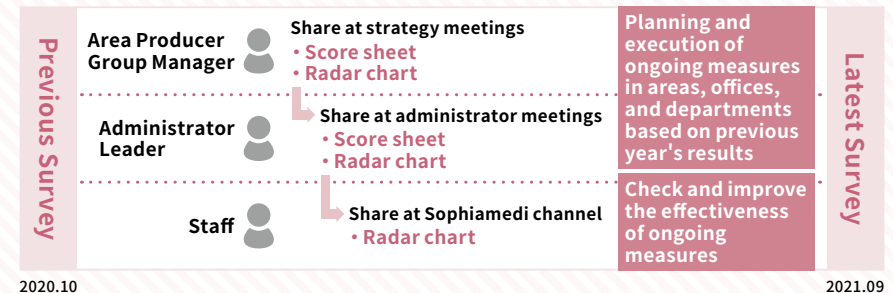 Previous Survey
Area Producer
Group Manager
Share at strategy meetings
・Score sheet
・Radar chart
Administrator
Leader
Share at administrator meetings
・Score sheet
・Radar chart
Staff
Share at Sophiamedi channel
・Radar chart
Planning and
execution of
ongoing measures
in areas, offices,
and departments
based on previous
year's results
Check and improve
the effectiveness
of ongoing
measures
Latest Survey
2020.10
2021.09